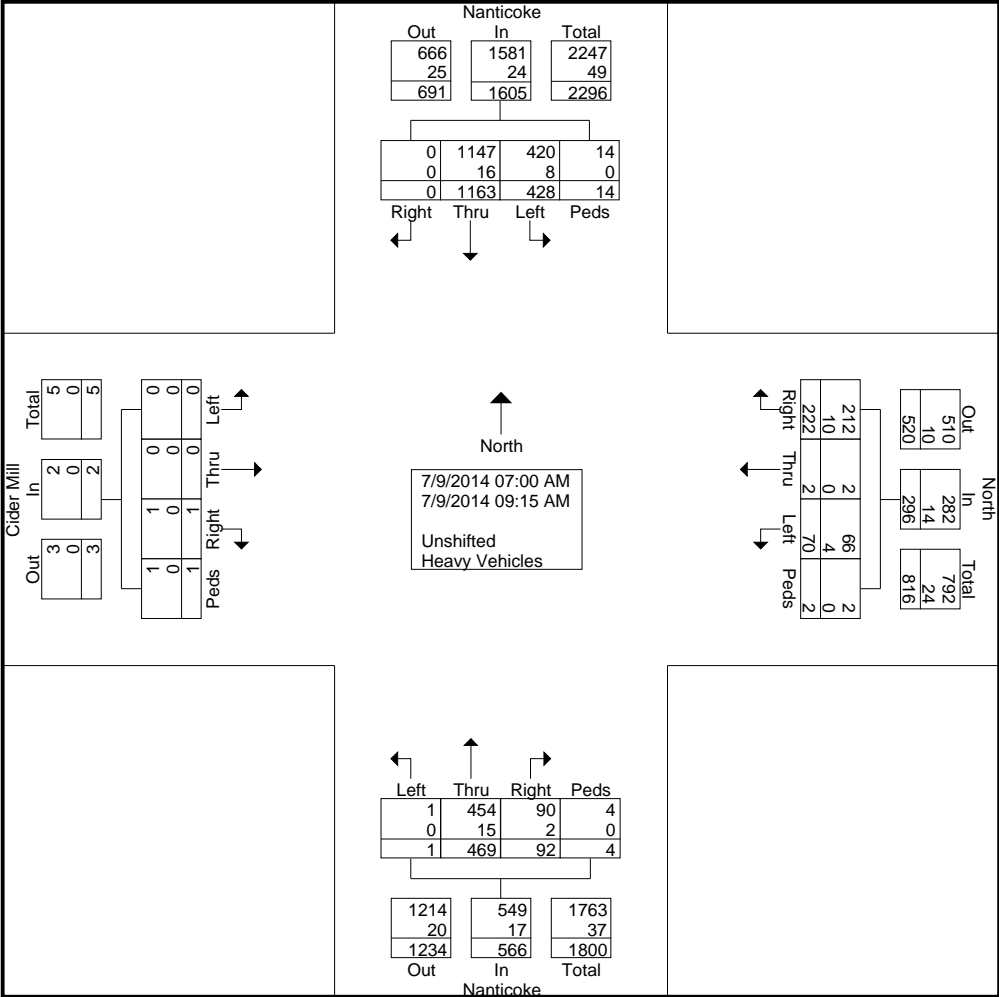 Nanticoke
Out In Total
666 1581 2247
25 24 49
691 1605 2296
0 1147 420 14
0 16 8 0
0 1163 428 14
Right Thru Left Peds
Cider Mill
Total In Out
5 2 3
0 0 0
5 2 3
0 0 1 1
0 0 0 0
0 0 1 1
Left Thru Right Peds
North
7/9/2014 07:00 AM
7/9/2014 09:15 AM
Unshifted
Heavy Vehicles
North
Out In Total
510 282 792
10 14 24
520 296 816
212 2 66 2
10 0 4 0
222 2 70 2
Right Thru Left Peds
Left Thru Right Peds
1 454 90 4
0 15 2 0
1 469 92 4
1214 549 1763
20 17 37
1234 566 1800
Out In Total
Nanticoke